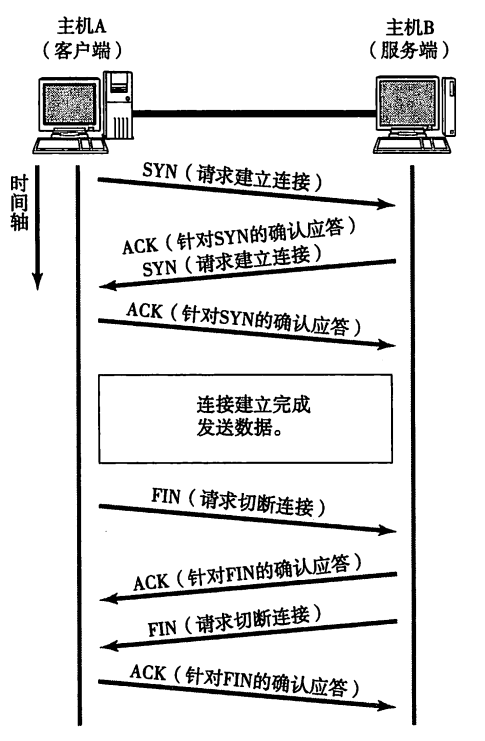 主机A
（客户端）
主机B
（服务端）
时间轴
SYN（请求建立连接）
ACK（针对SYN的确认应答）
SYN（请求建立连接）
ACK（针对SYN的确认应答）
连接建立完成
发送数据。
FIN（请求切断连接）
ACK（针对FIN的确认应答）
FIN（请求切断连接）
ACK（针对FIN的确认应答）